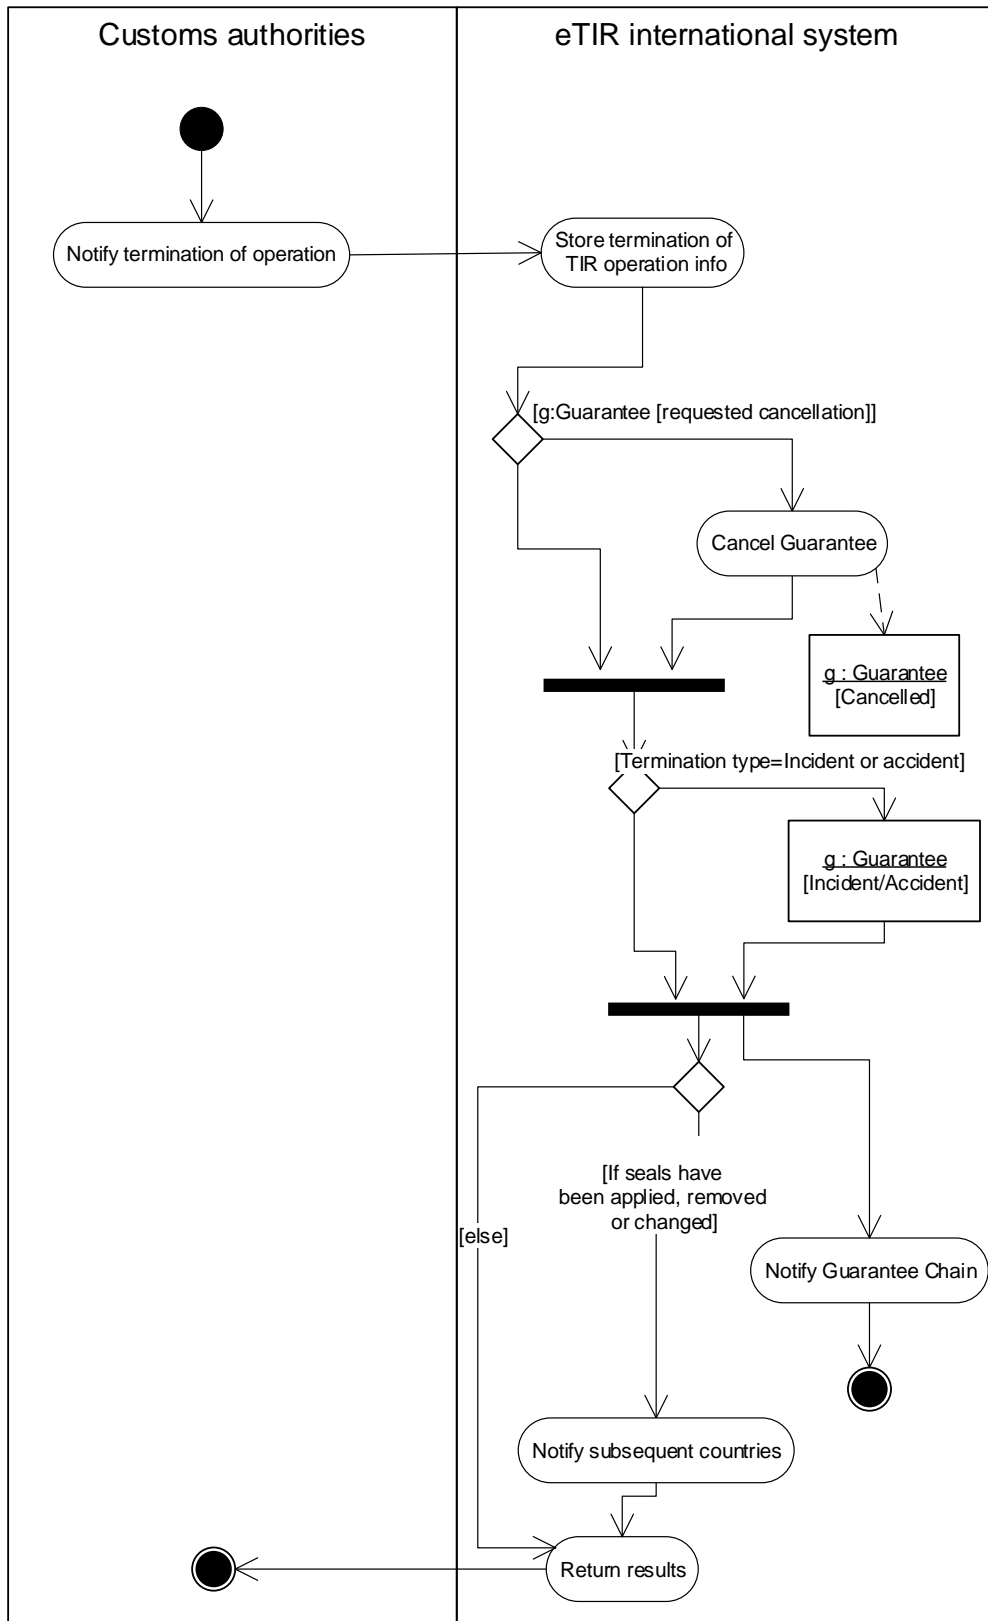 Customs authorities
eTIR international system
Notify termination of operation
Store termination of
TIR operation info
[g:Guarantee [requested cancellation]]
Cancel Guarantee
g : Guarantee
[Cancelled]
[Termination type=Incident or accident]
g : Guarantee
[Incident/Accident]
[If seals have
been applied, removed
or changed]
[else]
Notify Guarantee Chain
Notify subsequent countries
Return results